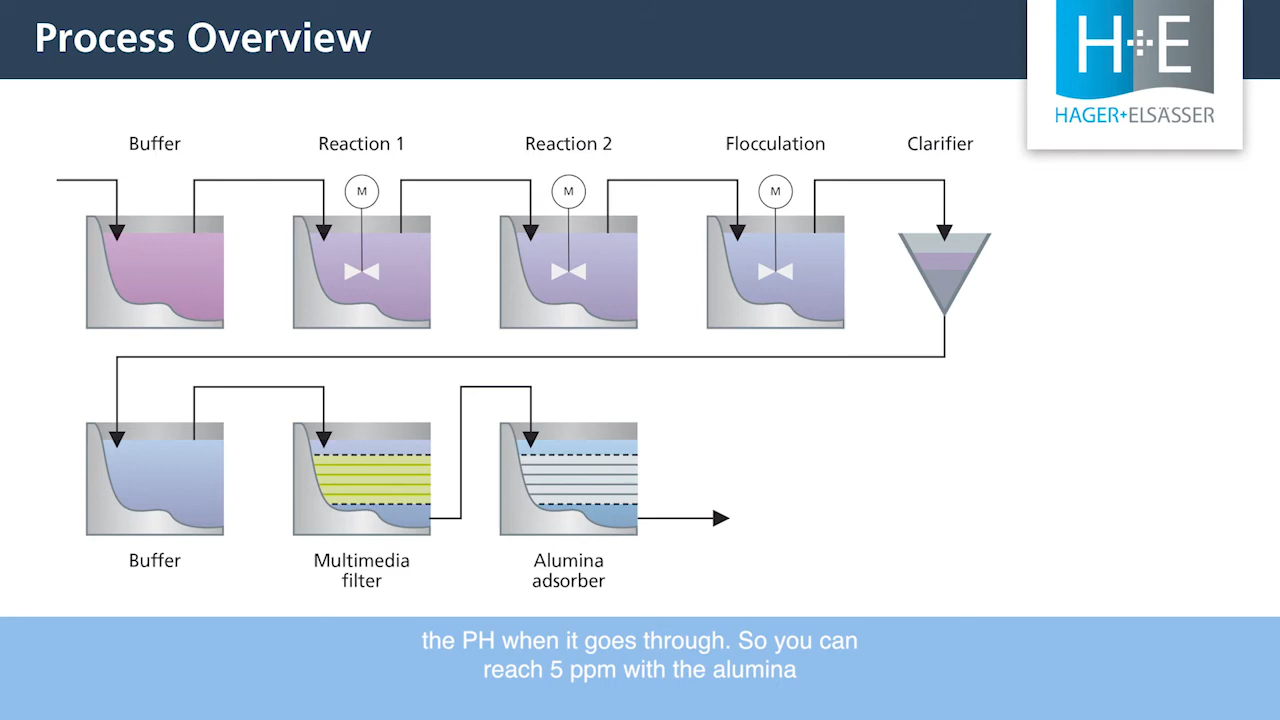 Process Overview
H+E
HAGER+ELSÄSSER
Buffer
Reaction 1
Reaction 2
Flocculation
Clarifier
M
M
M
Buffer
Multimedia
filter
Alumina
adsorber
the PH when it goes through. So you can
reach 5 ppm with the alumina